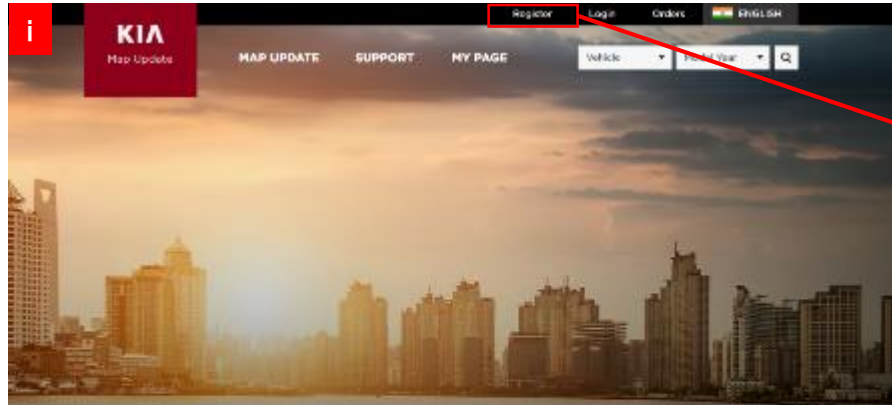 i
Register Login Orders ENGLISH
KIA
Map Update
MAP UPDATE SUPPORT MY PAGE
Vehicle Model Year